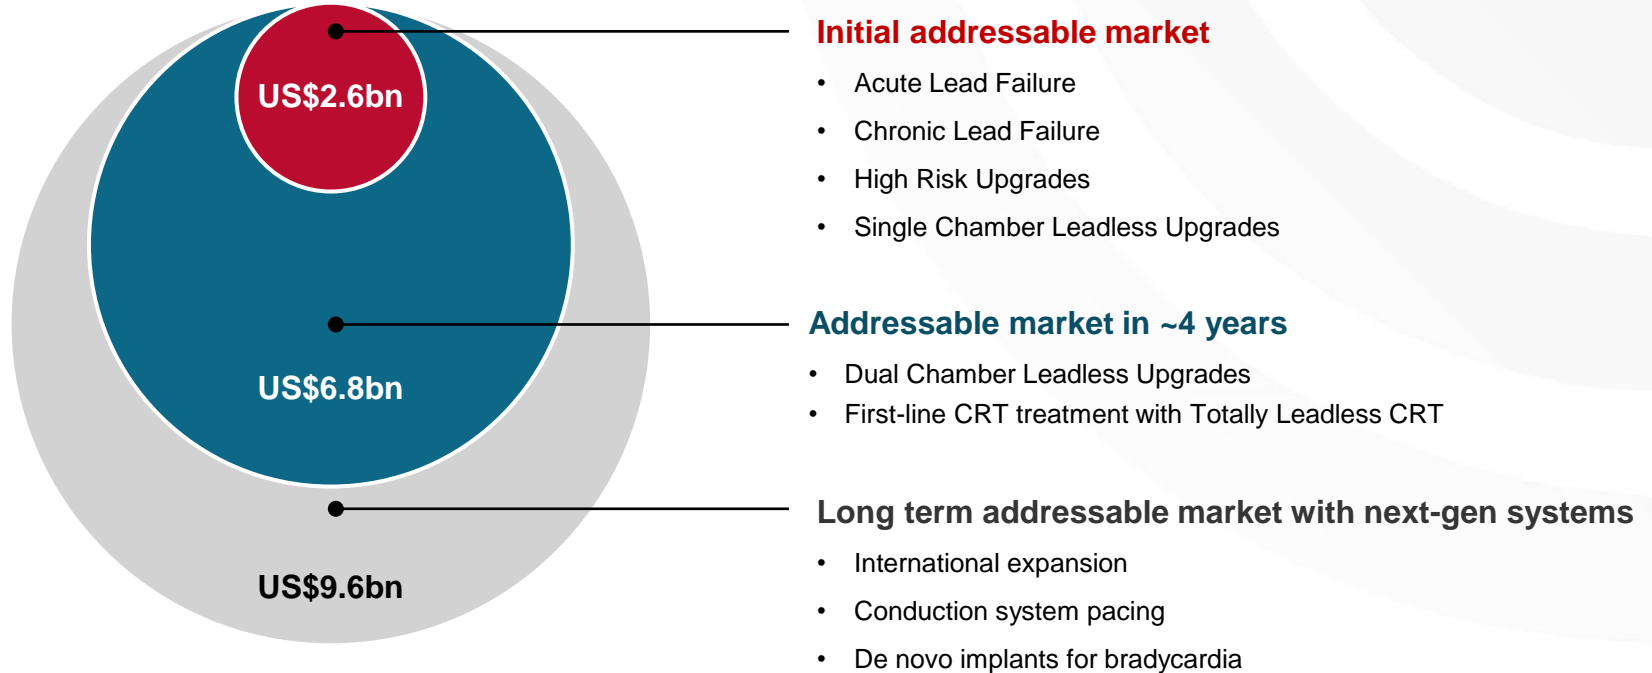 US$2.6bn
US$6.8bn
US$9.6bn
Initial addressable market
• Acute Lead Failure
• Chronic Lead Failure
• High Risk Upgrades
• Single Chamber Leadless Upgrades
Addressable market in ~4 years
• Dual Chamber Leadless Upgrades
• First-line CRT treatment with Totally Leadless CRT
Long term addressable market with next-gen systems
• International expansion
• Conduction system pacing
• De novo implants for bradycardia